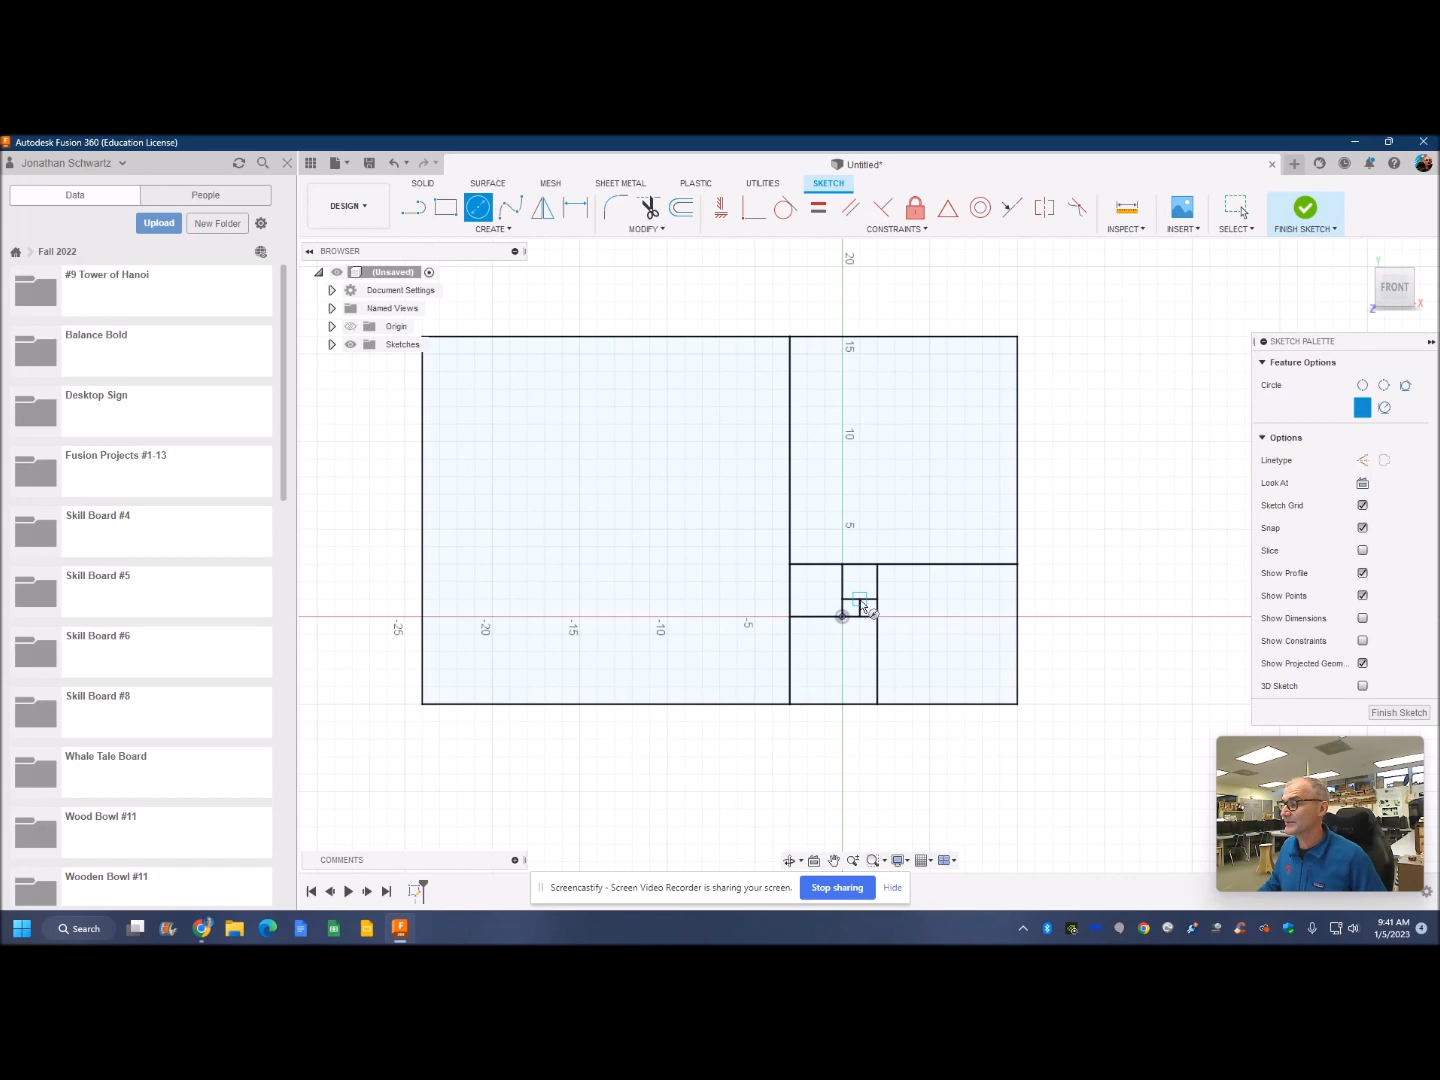 Autodesk Fusion 360 (Education License)
Jonathan Schwartz
Untitled*
Data People
Upload New Folder
Fall 2022
#9 Tower of Hanoi
Balance Bold
Desktop Sign
Fusion Projects #1-13
Skill Board #4
Skill Board #5
Skill Board #6
Skill Board #8
Whale Tale Board
Wood Bowl #11
Wooden Bowl #11
DESIGN
SOLID SURFACE MESH SHEET METAL PLASTIC UTILITIES SKETCH
CREATE MODIFY CONSTRAINTS INSPECT INSERT SELECT FINISH SKETCH
BROWSER
(Unsaved)
Document Settings
Named Views
Origin
Sketches
20
15
10
5
-25 -20 -15 -10 -5
FRONT
Y
X
Z
SKETCH PALETTE
Feature Options
Circle
Options
Linetype
Look At
Sketch Grid
Snap
Slice
Show Profile
Show Points
Show Dimensions
Show Constraints
Show Projected Geom...
3D Sketch
Finish Sketch
COMMENTS
Screencastify - Screen Video Recorder is sharing your screen. Stop sharing Hide
Search
9:41 AM
1/5/2023
4